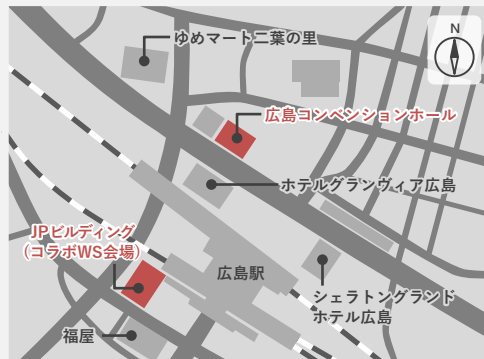 N
ゆめマート二葉の里
広島コンベンションホール
ホテルグランヴィア広島
JPビルディング
(コラボWS会場)
広島駅
シェラトングランド
ホテル広島
福屋